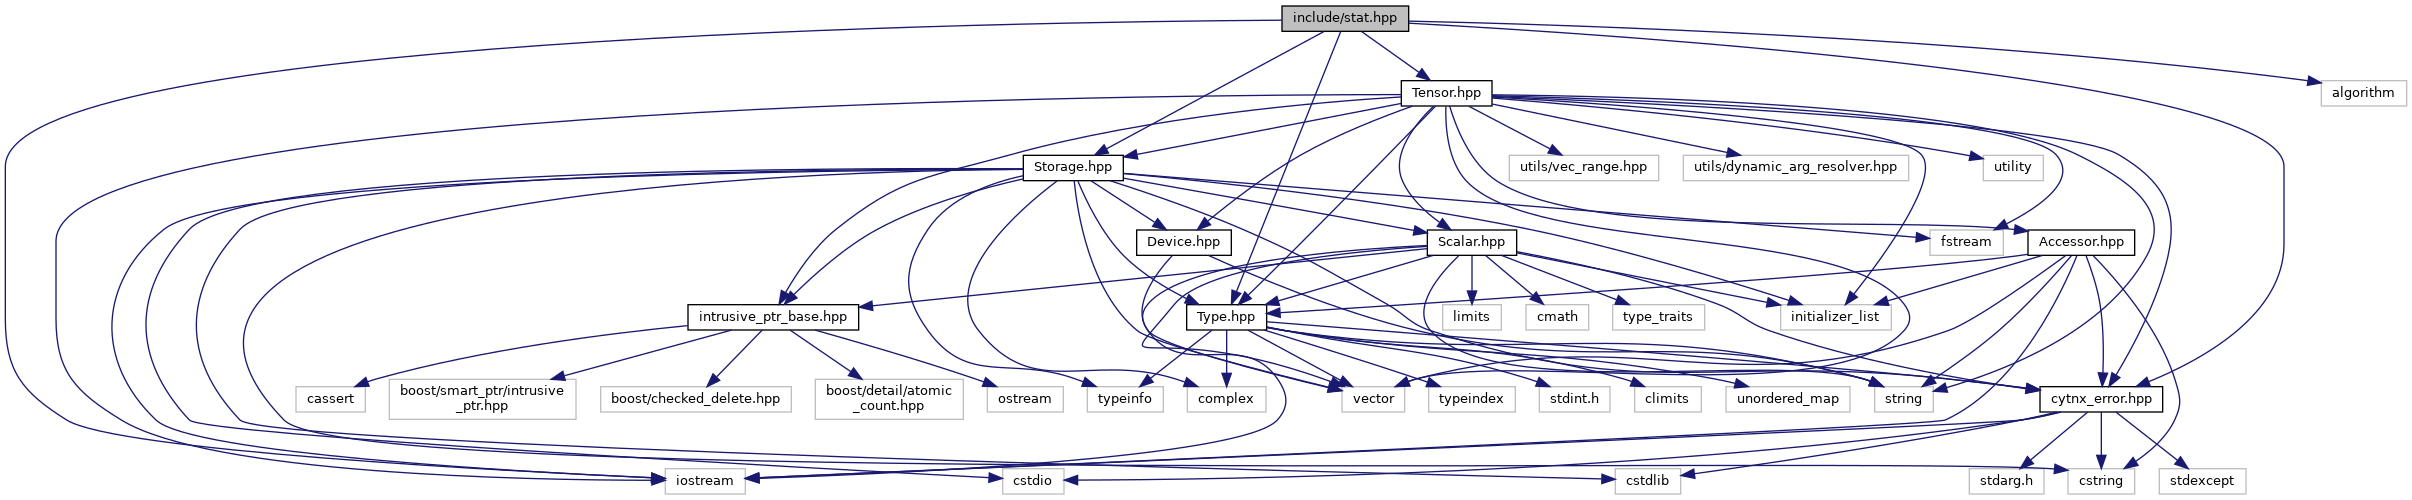 include/stat.hpp
Tensor.hpp
algorithm
Storage.hpp
utils/vec_range.hpp
utils/dynamic_arg_resolver.hpp
utility
Device.hpp
Scalar.hpp
fstream
Accessor.hpp
intrusive_ptr_base.hpp
Type.hpp
limits
cmath
type_traits
initializer_list
cassert
boost/smart_ptr/intrusive
_ptr.hpp
boost/checked_delete.hpp
boost/detail/atomic
_count.hpp
ostream
typeinfo
complex
vector
typeindex
stdint.h
climits
unordered_map
string
cytnx_error.hpp
iostream
cstdio
cstdlib
stdarg.h
cstring
stdexcept